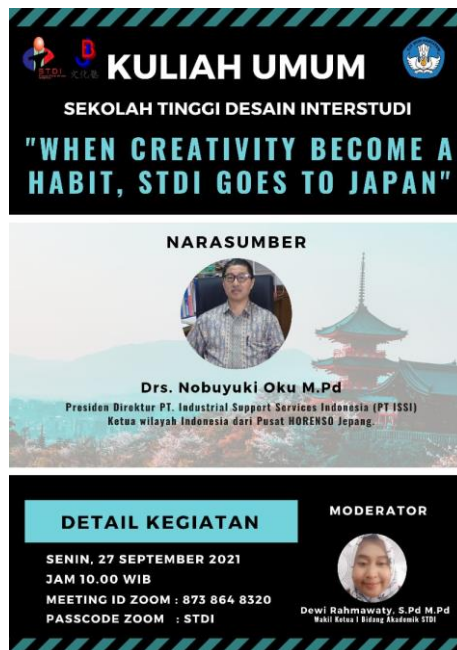 STDI
KULIAH UMUM
SEKOLAH TINGGI DESAIN INTERSTUDI
"WHEN CREATIVITY BECOME A
HABIT, STDI GOES TO JAPAN"
NARASUMBER
Drs. Nobuyuki Oku M.Pd
Presiden Direktur PT. Industrial Support Services Indonesia (PT ISSI)
Ketua wilayah Indonesia dari Pusat HORENSO Jepang.
DETAIL KEGIATAN
SENIN, 27 SEPTEMBER 2021
JAM 10.00 WIB
MEETING ID ZOOM : 873 864 8320
PASSCODE ZOOM : STDI
MODERATOR
Dewi Rahmawaty, S.Pd M.Pd
Wakil Ketua I Bidang Akademik STDI